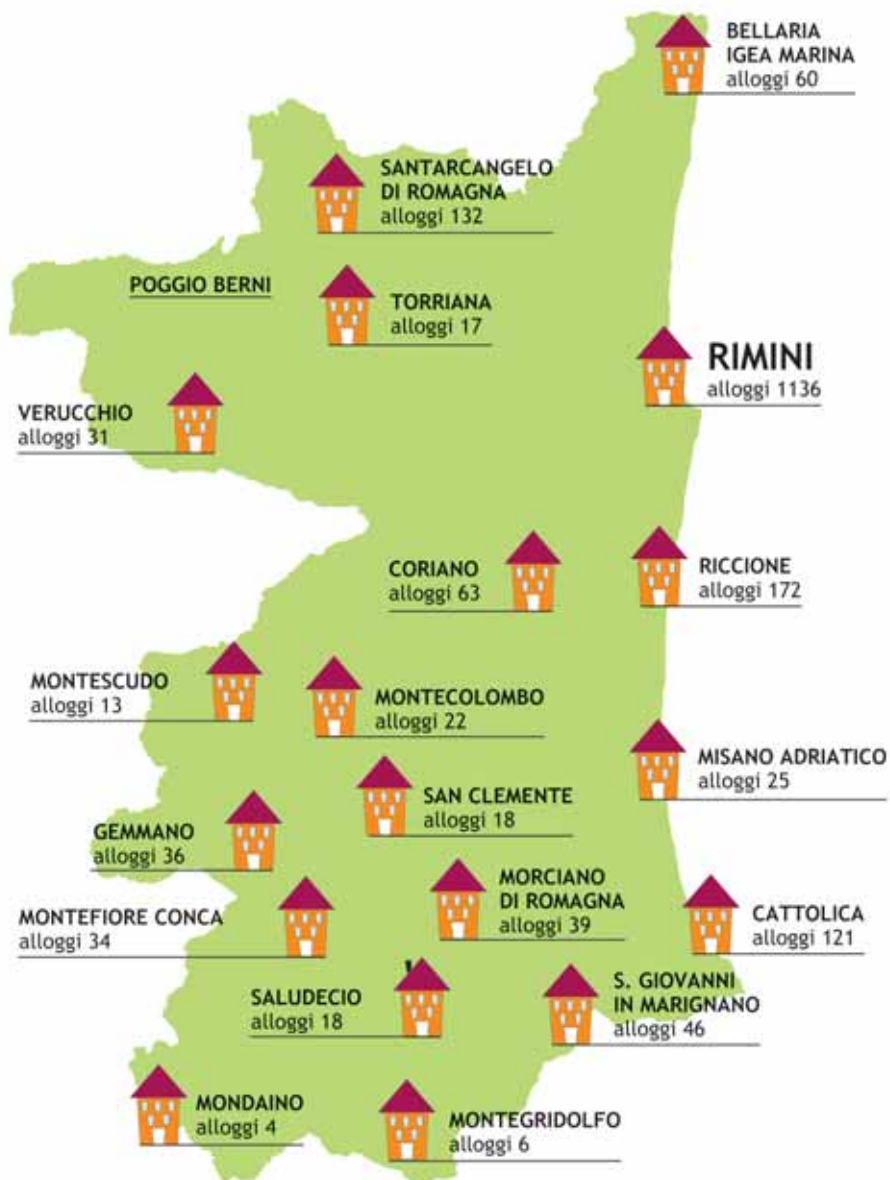 BELLARIA
IGEA MARINA
alloggi 60
SANTARCANGELO
DI ROMAGNA
alloggi 132
POGGIO BERNI
TORRIANA
alloggi 17
RIMINI
alloggi 1136
VERUCCHIO
alloggi 31
CORIANO
alloggi 63
RICCIONE
alloggi 172
MONTESCUDO
alloggi 13
MONTECOLOMBO
alloggi 22
MISANO ADRIATICO
alloggi 25
SAN CLEMENTE
alloggi 18
GEMMANO
alloggi 36
MORCIANO
DI ROMAGNA
alloggi 39
MONTEFIORE CONCA
alloggi 34
CATTOLICA
alloggi 121
SALUDECIO
alloggi 18
S. GIOVANNI
IN MARIGNANO
alloggi 46
MONDAINO
alloggi 4
MONTEGRIDOLFO
alloggi 6